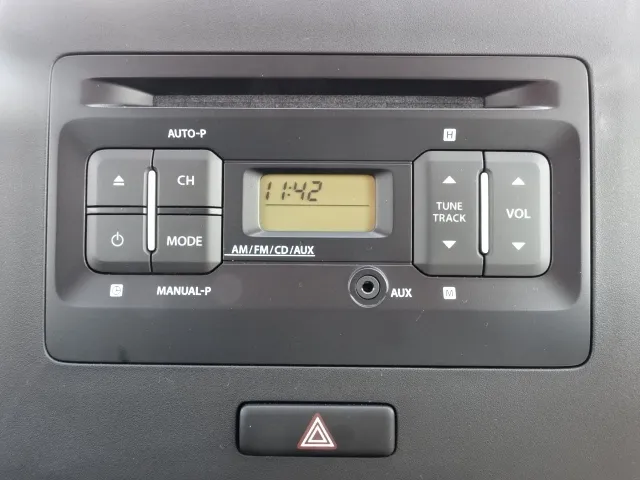 AUTO-P
H
CH
11:42
TUNE
TRACK
VOL
MODE
AM/FM/CD/AUX
C
MANUAL-P
AUX
M